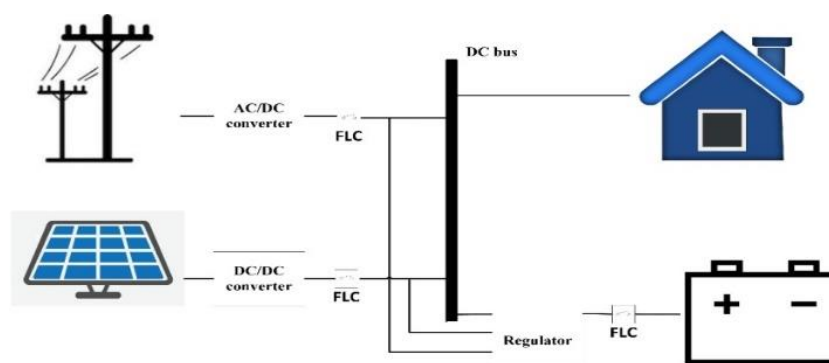 DC bus
AC/DC
converter
FLC
DC/DC
converter
FLC
Regulator
FLC
+ −